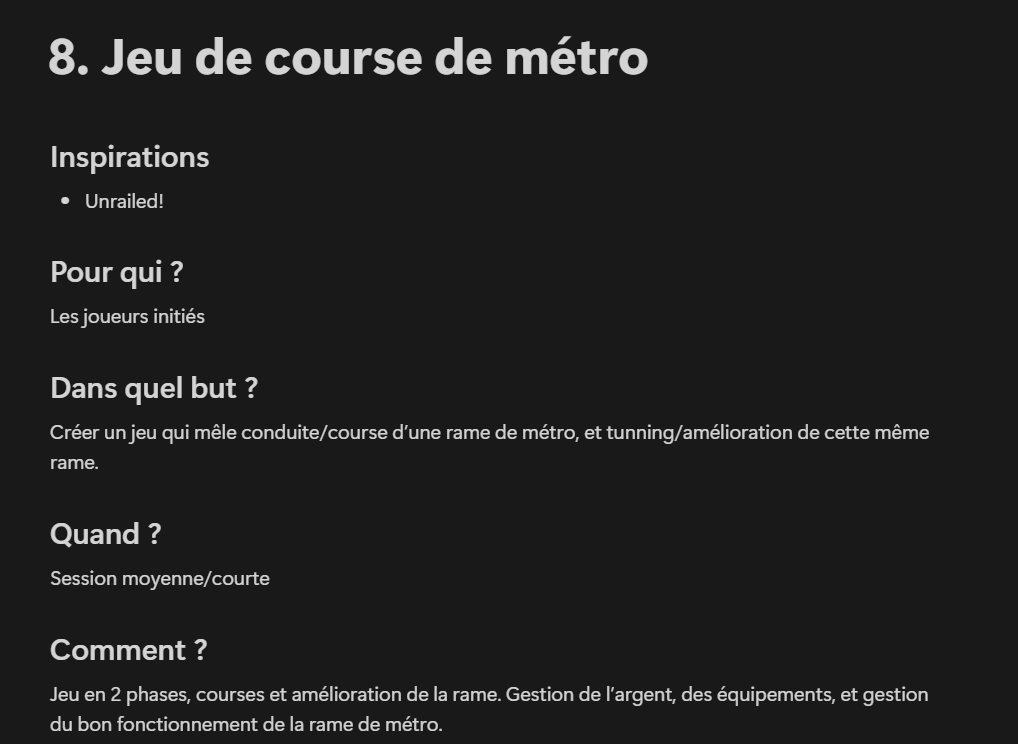 8. Jeu de course de métro
Inspirations
• Unrailed!
Pour qui ?
Les joueurs initiés
Dans quel but ?
Créer un jeu qui mêle conduite/course d’une rame de métro, et tunning/amélioration de cette même
rame.
Quand ?
Session moyenne/courte
Comment ?
Jeu en 2 phases, courses et amélioration de la rame. Gestion de l’argent, des équipements, et gestion
du bon fonctionnement de la rame de métro.